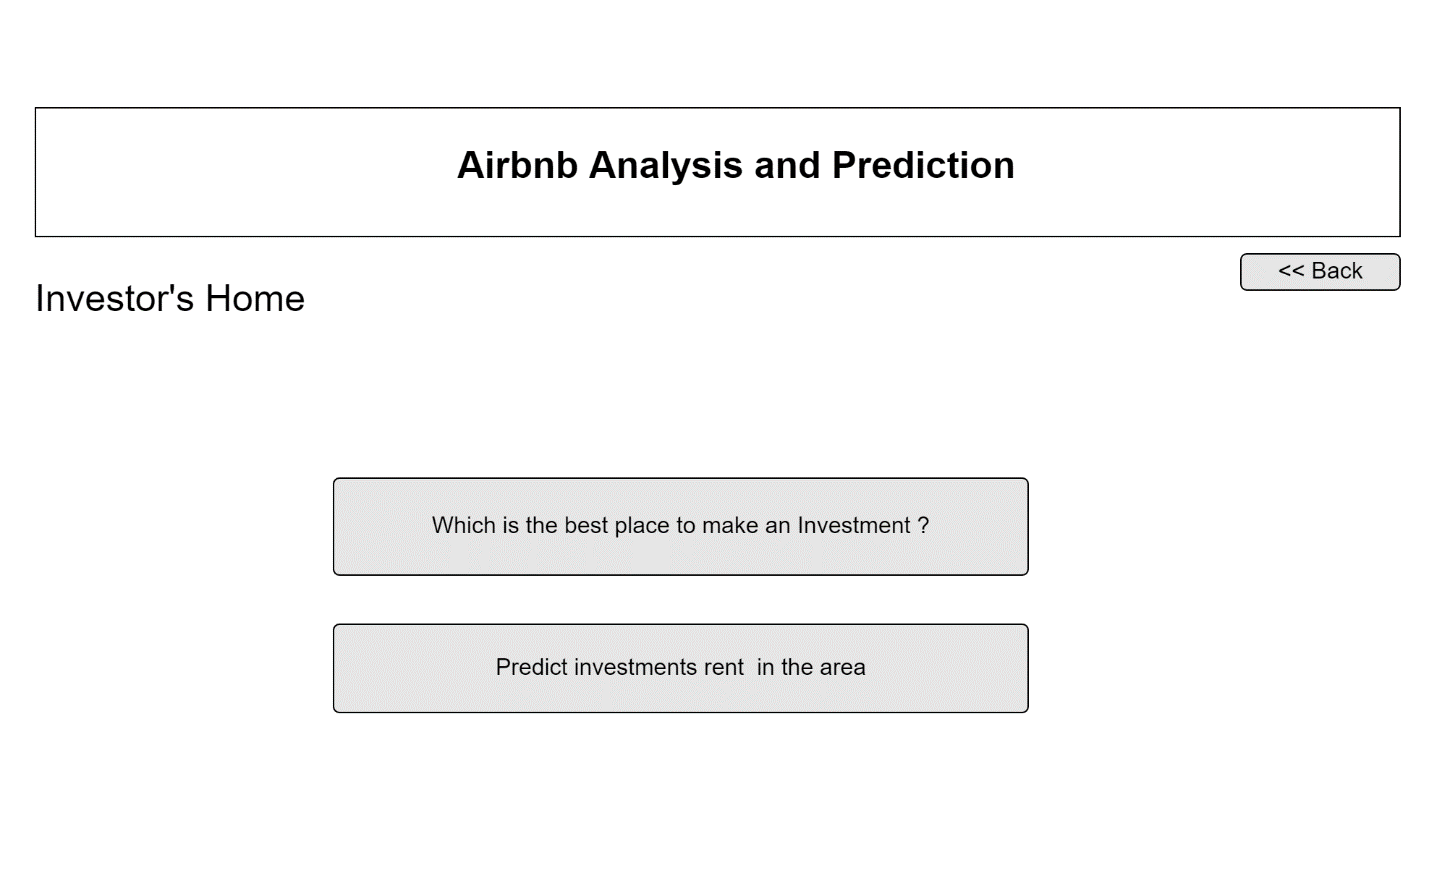 Airbnb Analysis and Prediction
<< Back
Investor's Home
Which is the best place to make an Investment ?
Predict investments rent  in the area